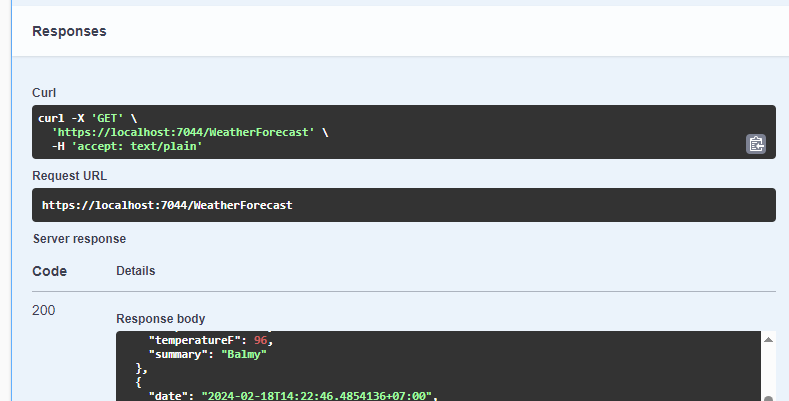 Responses
Curl
curl -X 'GET' \
'https://localhost:7044/WeatherForecast' \
-H 'accept: text/plain'
Request URL
https://localhost:7044/WeatherForecast
Server response
Code Details
200
Response body
"temperatureF": 96,
"summary": "Balmy"
},
{
"date": "2024-02-18T14:22:46.4854136+07:00",